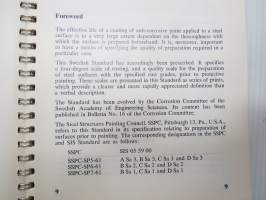 Foreword
The effective life of a coating of anti-corrosive paint applied to a steel
surface is to a very large extent dependent on the thoroughness with
which the surface is prepared beforehand. It is, moreover, important
to have a means of specifying the quality of preparation required in a
particular case.
This Swedish Standard has accordingly been prescribed. It specifies
a four-degree scale of rusting, and a quality scale for the preparation
of steel surfaces with the specified rust grades, prior to protective
painting. These scales are presented in this Standard as series of prints,
which provide a clearer and more rapidly appreciated definition than
a verbal description.
The Standard has been evolved by the Corrosion Committee of the
Swedish Academy of Engineering Sciences. Its content has been
published in Bulletin No. 16 of the Corrosion Committee.
The Steel Structures Painting Council, SSPC, Pittsburgh 13, Pa., U.S.A.,
refers to this Standard in its specification relating to preparation of
surfaces prior to painting. The corresponding designations in the SSPC
and SIS Standard are as follows:
SSPC SIS 05 59 00
SSPC-SP5-61 A Sa 3, B Sa 3, C Sa 3 and D Sa 3
SSPC-SP6-61 B Sa 2, C Sa 2 and D Sa 2
SSPC-SP7-61 B Sa 1, C Sa 1 and D Sa 1
9 9